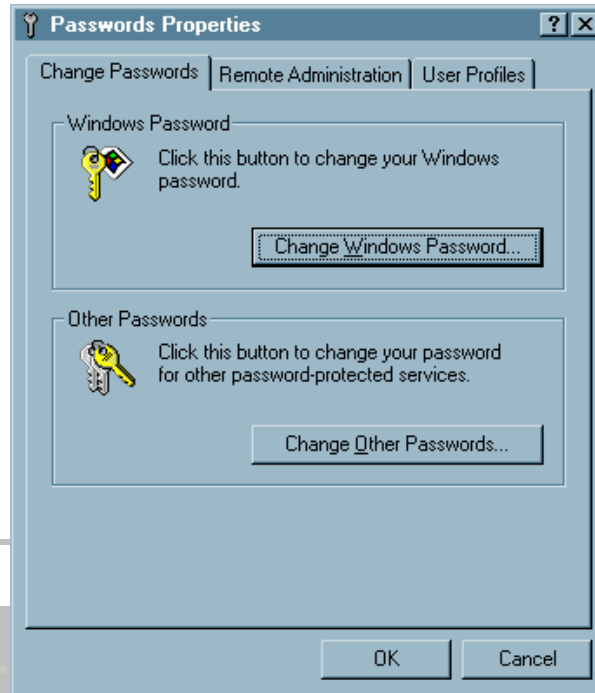 Passwords Properties
Change Passwords Remote Administration User Profiles
Windows Password
Click this button to change your Windows
password.
Change Windows Password...
Other Passwords
Click this button to change your password
for other password-protected services.
Change Other Passwords...
OK Cancel